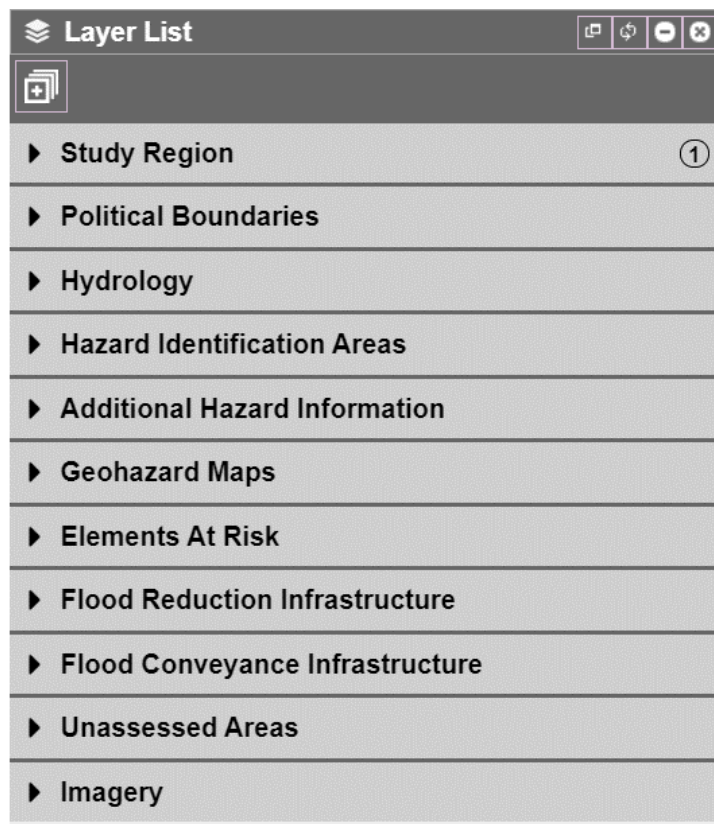 Layer List
Study Region 1
Political Boundaries
Hydrology
Hazard Identification Areas
Additional Hazard Information
Geohazard Maps
Elements At Risk
Flood Reduction Infrastructure
Flood Conveyance Infrastructure
Unassessed Areas
Imagery